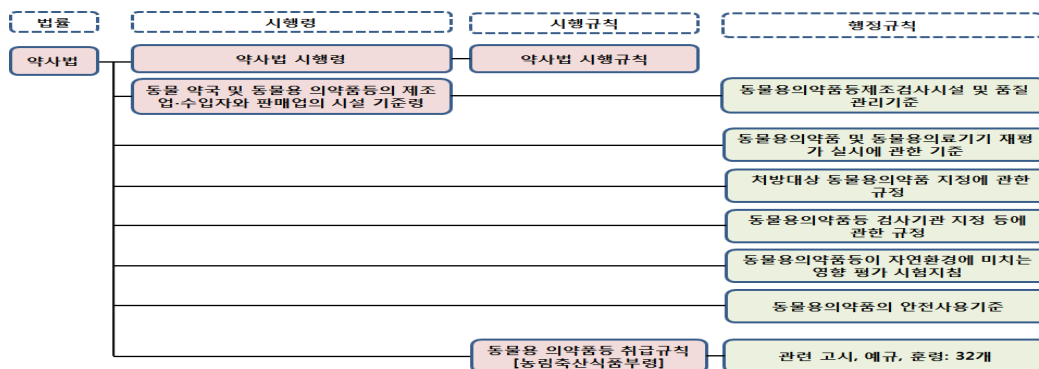 법률
시행령
시행규칙
행정규칙
약사법
약사법 시행령
약사법 시행규칙
동물 약국 및 동물용 의약품등의 제조
업·수입자와 판매업의 시설 기준령
동물용의약품등제조검사시설 및 품질
관리기준
동물용의약품 및 동물용의료기기 재평
가 실시에 관한 기준
처방대상 동물용의약품 지정에 관한
규정
동물용의약품등 검사기관 지정 등에
관한 규정
동물용의약품등이 자연환경에 미치는
영향 평가 시험지침
동물용의약품의 안전사용기준
동물용 의약품등 취급규칙
[농림축산식품부령]
관련 고시, 예규, 훈령: 32개